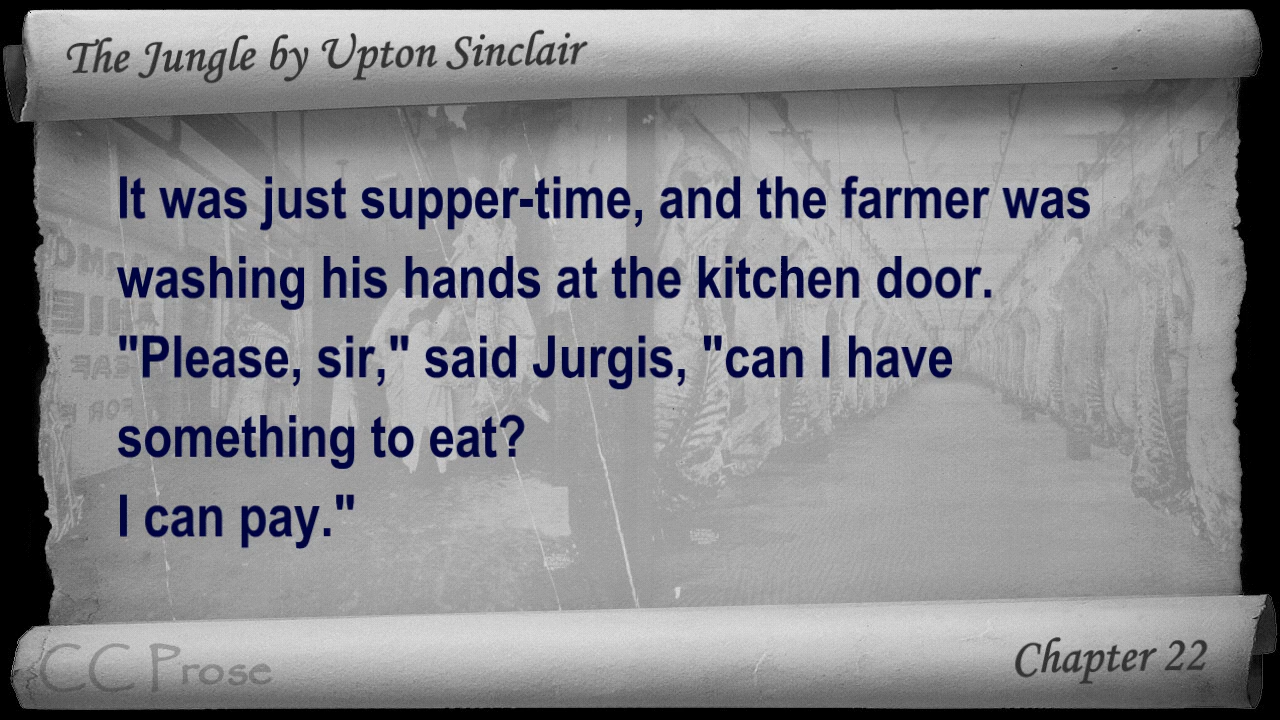 The Jungle by Upton Sinclair
It was just supper-time, and the farmer was
washing his hands at the kitchen door.
"Please, sir," said Jurgis, "can I have
something to eat?
I can pay."
CC Prose
Chapter 22